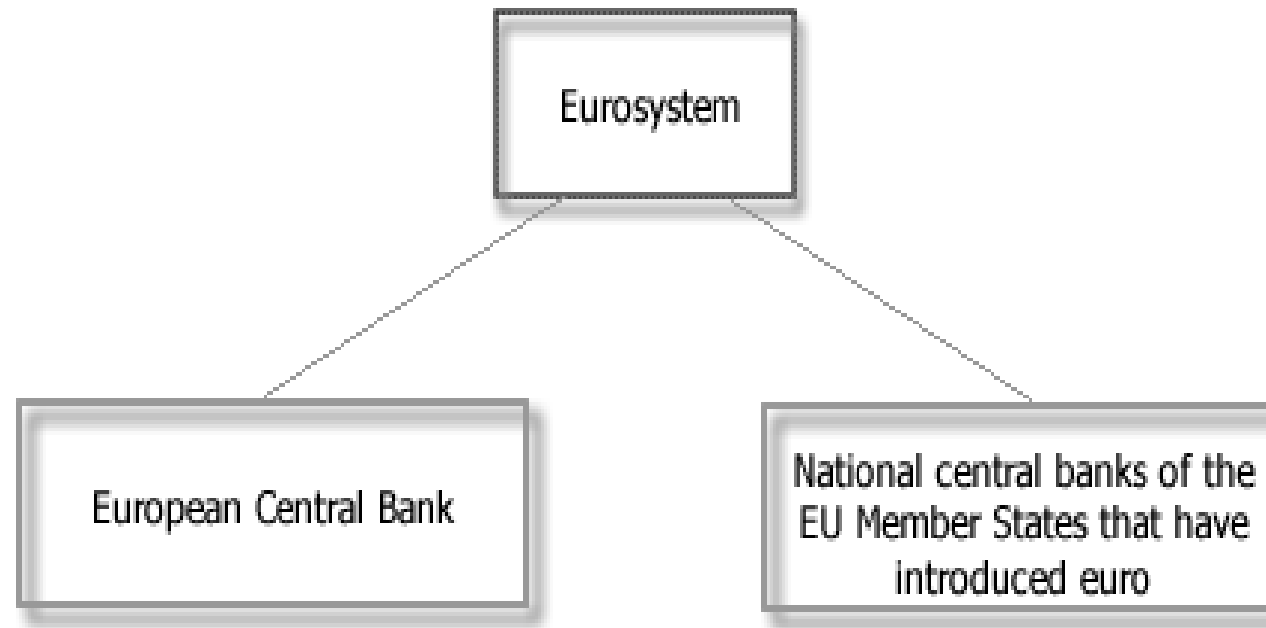 Eurosystem
European Central Bank
National central banks of the
EU Member States that have
introduced euro